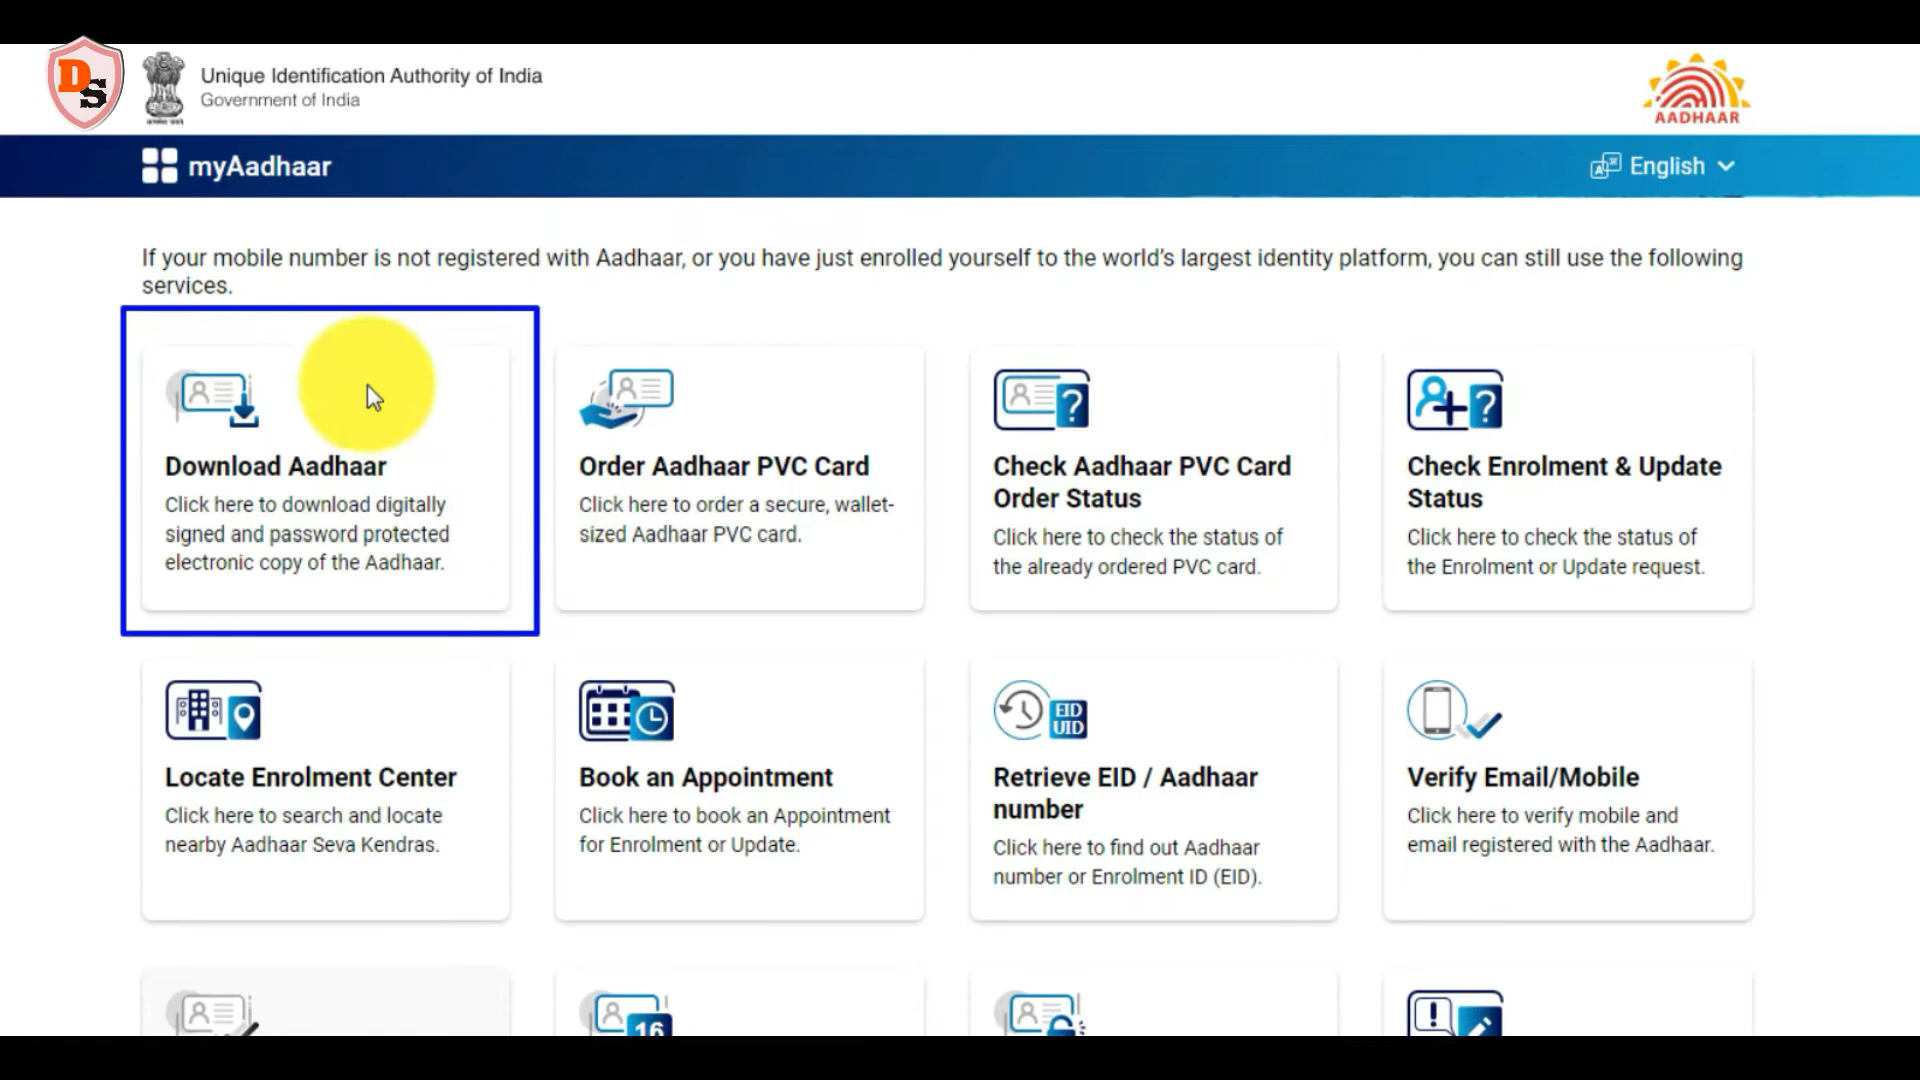 DS
Unique Identification Authority of India
Government of India
AADHAAR
myAadhaar
English
If your mobile number is not registered with Aadhaar, or you have just enrolled yourself to the world's largest identity platform, you can still use the following
services.
Download Aadhaar
Click here to download digitally
signed and password protected
electronic copy of the Aadhaar.
Order Aadhaar PVC Card
Click here to order a secure, wallet-
sized Aadhaar PVC card.
Check Aadhaar PVC Card
Order Status
Click here to check the status of
the already ordered PVC card.
Check Enrolment & Update
Status
Click here to check the status of
the Enrolment or Update request.
Locate Enrolment Center
Click here to search and locate
nearby Aadhaar Seva Kendras.
Book an Appointment
Click here to book an Appointment
for Enrolment or Update.
EID
UID
Retrieve EID / Aadhaar
number
Click here to find out Aadhaar
number or Enrolment ID (EID).
Verify Email/Mobile
Click here to verify mobile and
email registered with the Aadhaar.
16